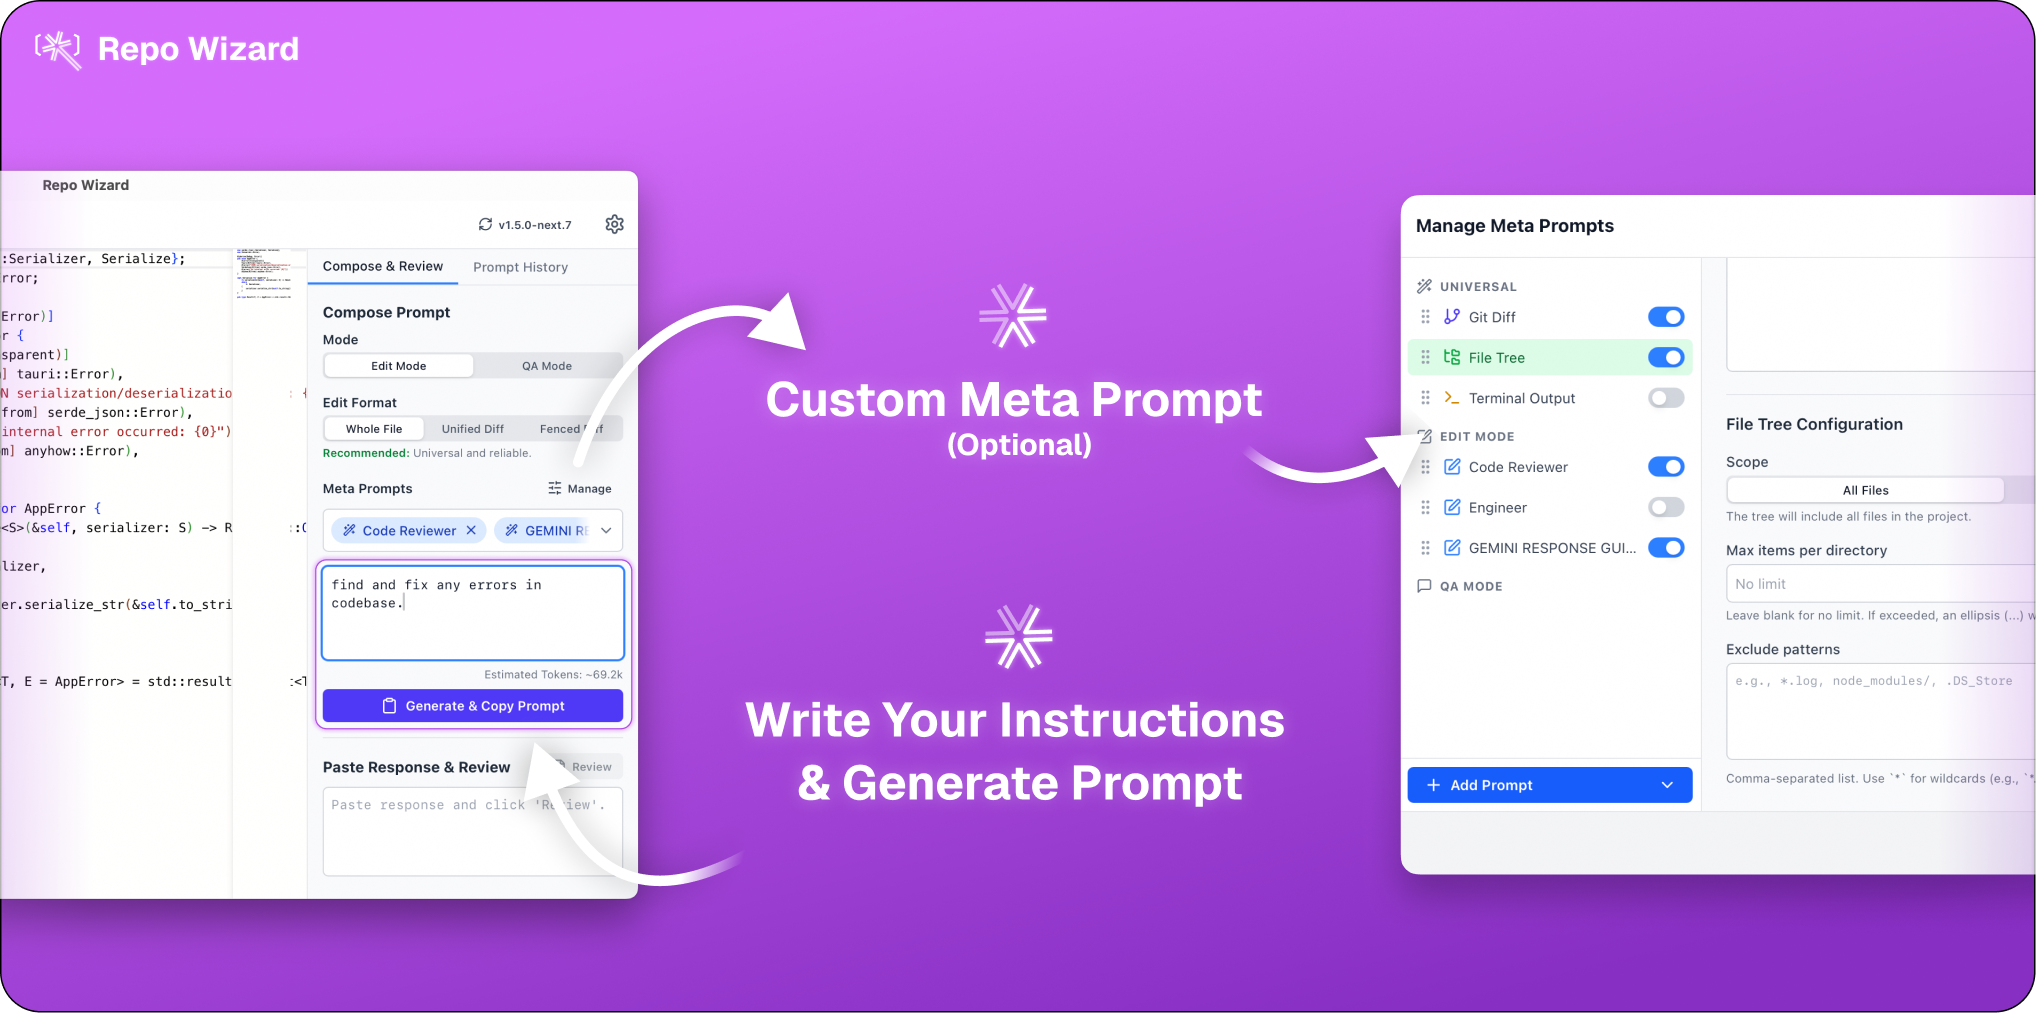 Repo Wizard
Repo Wizard
v1.5.0-next.7
:Serializer, Serialize};
rror;
Error)]
r {
sparent)]
] tauri::Error),
N serialization/deserializatio : {
from] serde_json::Error),
internal error occurred: {0}")
m] anyhow::Error),
or AppError {
<S>(&self, serializer: S) -> R ::O
lizer,
er.serialize_str(&self.to_stri
T, E = AppError> = std::result :<T
Compose & Review
Prompt History
Compose Prompt
Mode
Edit Mode
QA Mode
Edit Format
Whole File
Unified Diff
Fenced
Recommended: Universal and reliable.
Meta Prompts
Manage
Code Reviewer
GEMINI RE
find and fix any errors in
codebase.
Estimated Tokens: ~69.2k
Generate & Copy Prompt
Paste Response & Review
Review
Paste response and click 'Review'.
Custom Meta Prompt
(Optional)
Write Your Instructions
& Generate Prompt
Manage Meta Prompts
UNIVERSAL
Git Diff
File Tree
Terminal Output
EDIT MODE
Code Reviewer
Engineer
GEMINI RESPONSE GUI...
QA MODE
Add Prompt
File Tree Configuration
Scope
All Files
The tree will include all files in the project.
Max items per directory
No limit
Leave blank for no limit. If exceeded, an ellipsis (...) w
Exclude patterns
e.g., *.log, node_modules/, .DS_Store
Comma-separated list. Use `*` for wildcards (e.g., `*.